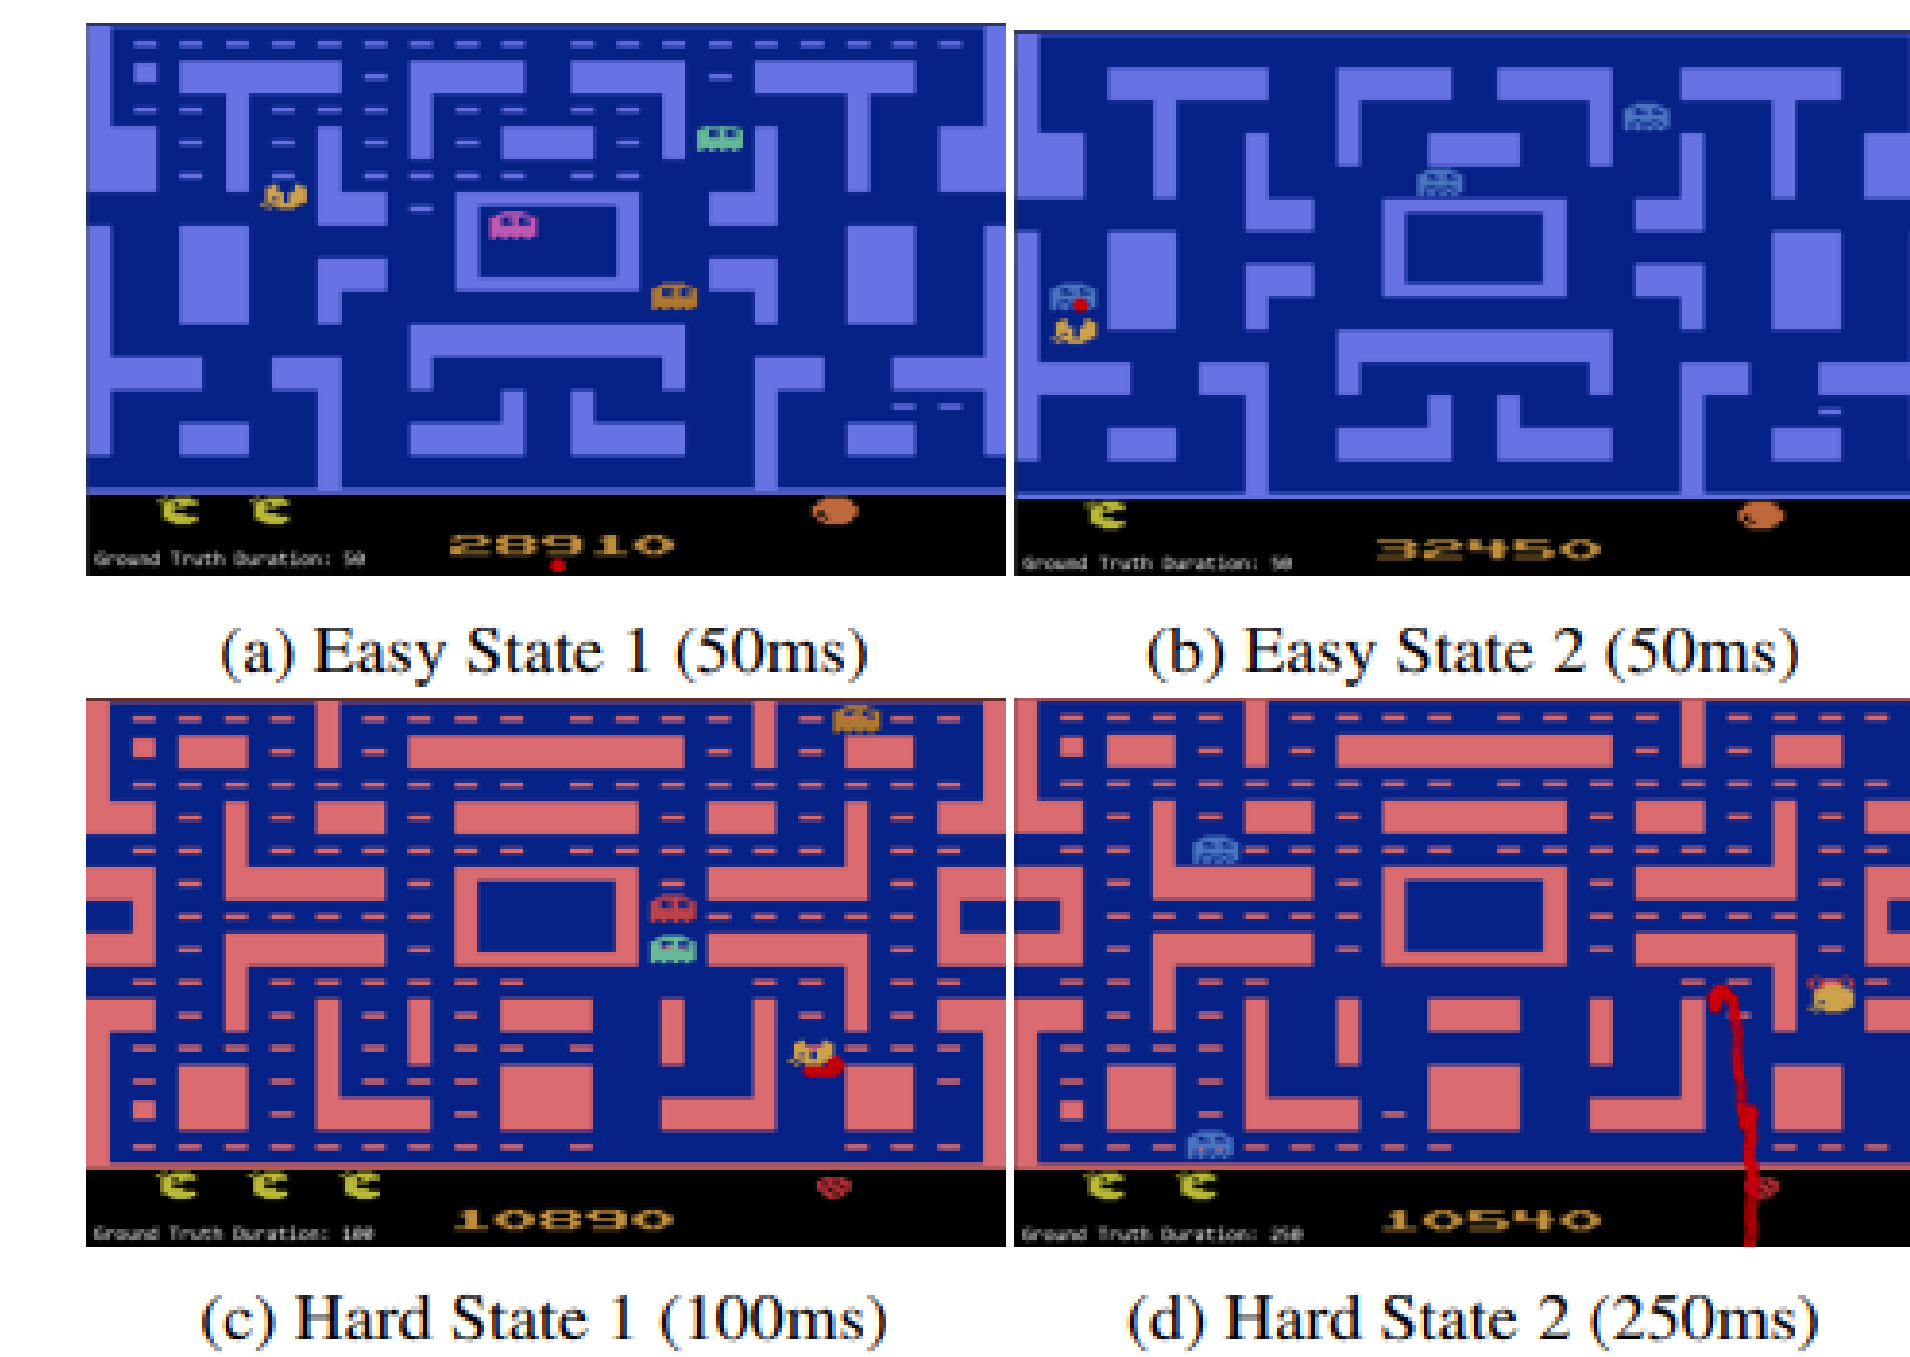 28910
Ground Truth Duration: 50
32450
Ground Truth Duration: 50
(a) Easy State 1 (50ms)
(b) Easy State 2 (50ms)
10890
Ground Truth Duration: 100
10540
Ground Truth Duration: 250
(c) Hard State 1 (100ms)
(d) Hard State 2 (250ms)